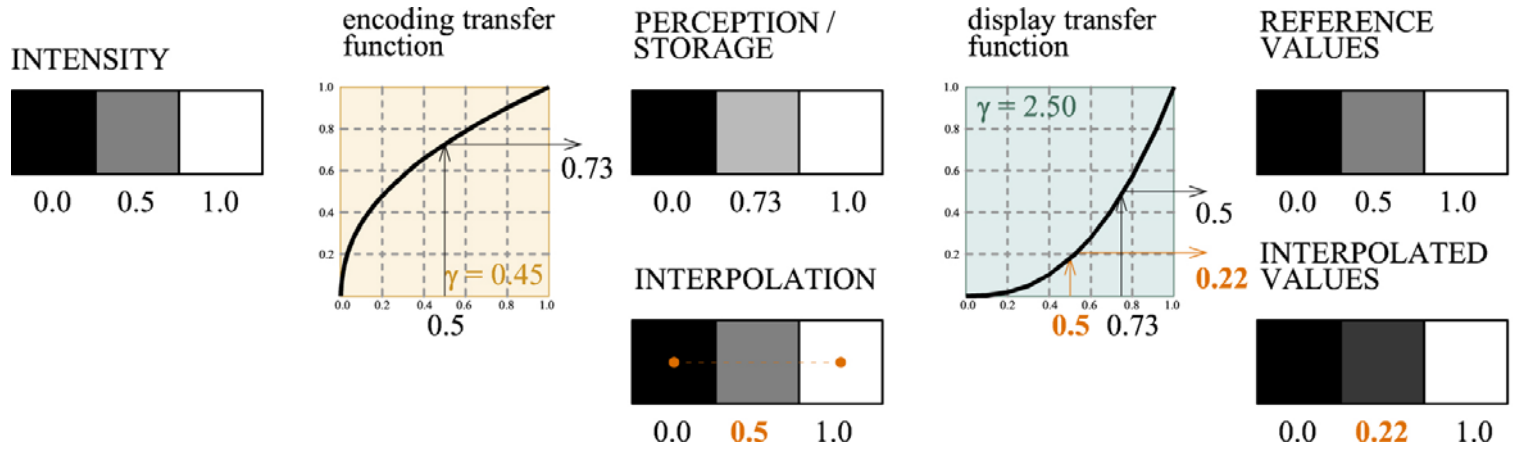 INTENSITY
0.0 0.5 1.0
encoding transfer
function
1.0
0.8
0.6
0.4
0.2
0.0 0.2 0.4 0.6 0.8 1.0
γ = 0.45
0.5
0.73
PERCEPTION /
STORAGE
0.0 0.73 1.0
INTERPOLATION
0.0 0.5 1.0
display transfer
function
γ = 2.50
1.0
0.8
0.6
0.4
0.2
0.0 0.2 0.4 0.6 0.8 1.0
0.5 0.73
0.5
0.22
REFERENCE
VALUES
0.0 0.5 1.0
INTERPOLATED
VALUES
0.0 0.22 1.0